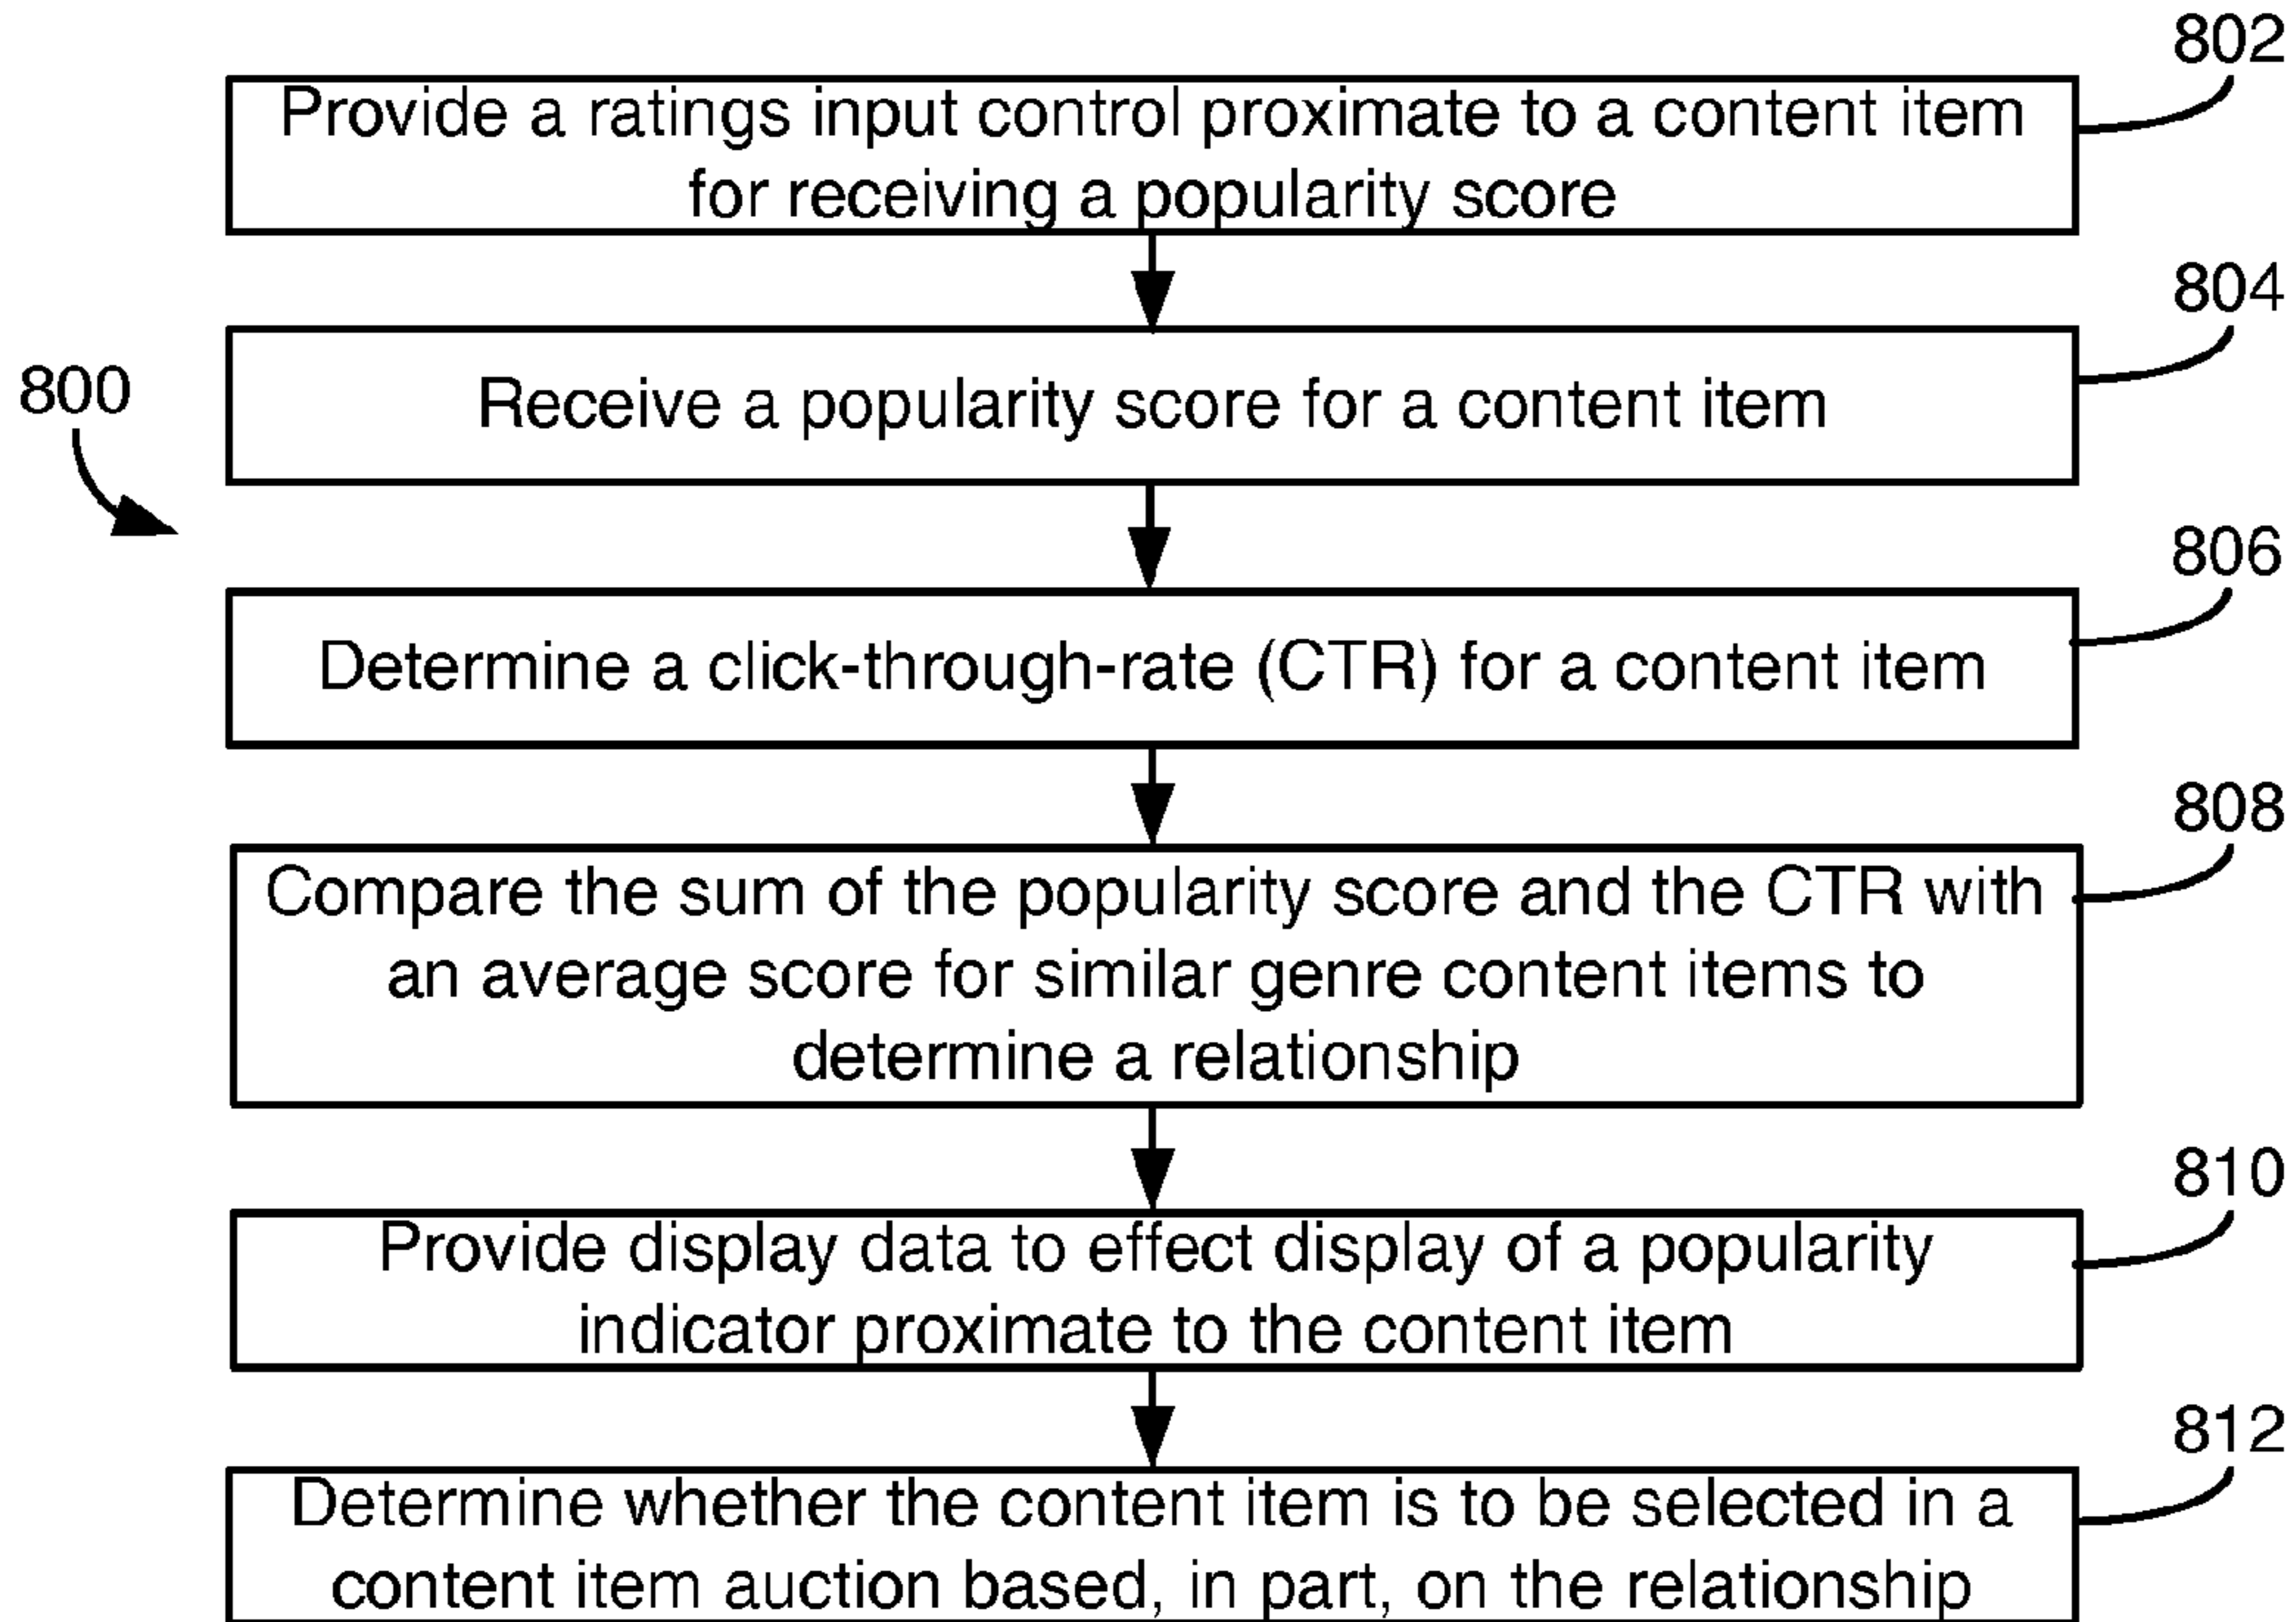 802
Provide a ratings input control proximate to a content item
for receiving a popularity score
804
Receive a popularity score for a content item
800
806
Determine a click-through-rate (CTR) for a content item
808
Compare the sum of the popularity score and the CTR with
an average score for similar genre content items to
determine a relationship
810
Provide display data to effect display of a popularity
indicator proximate to the content item
812
Determine whether the content item is to be selected in a
content item auction based, in part, on the relationship